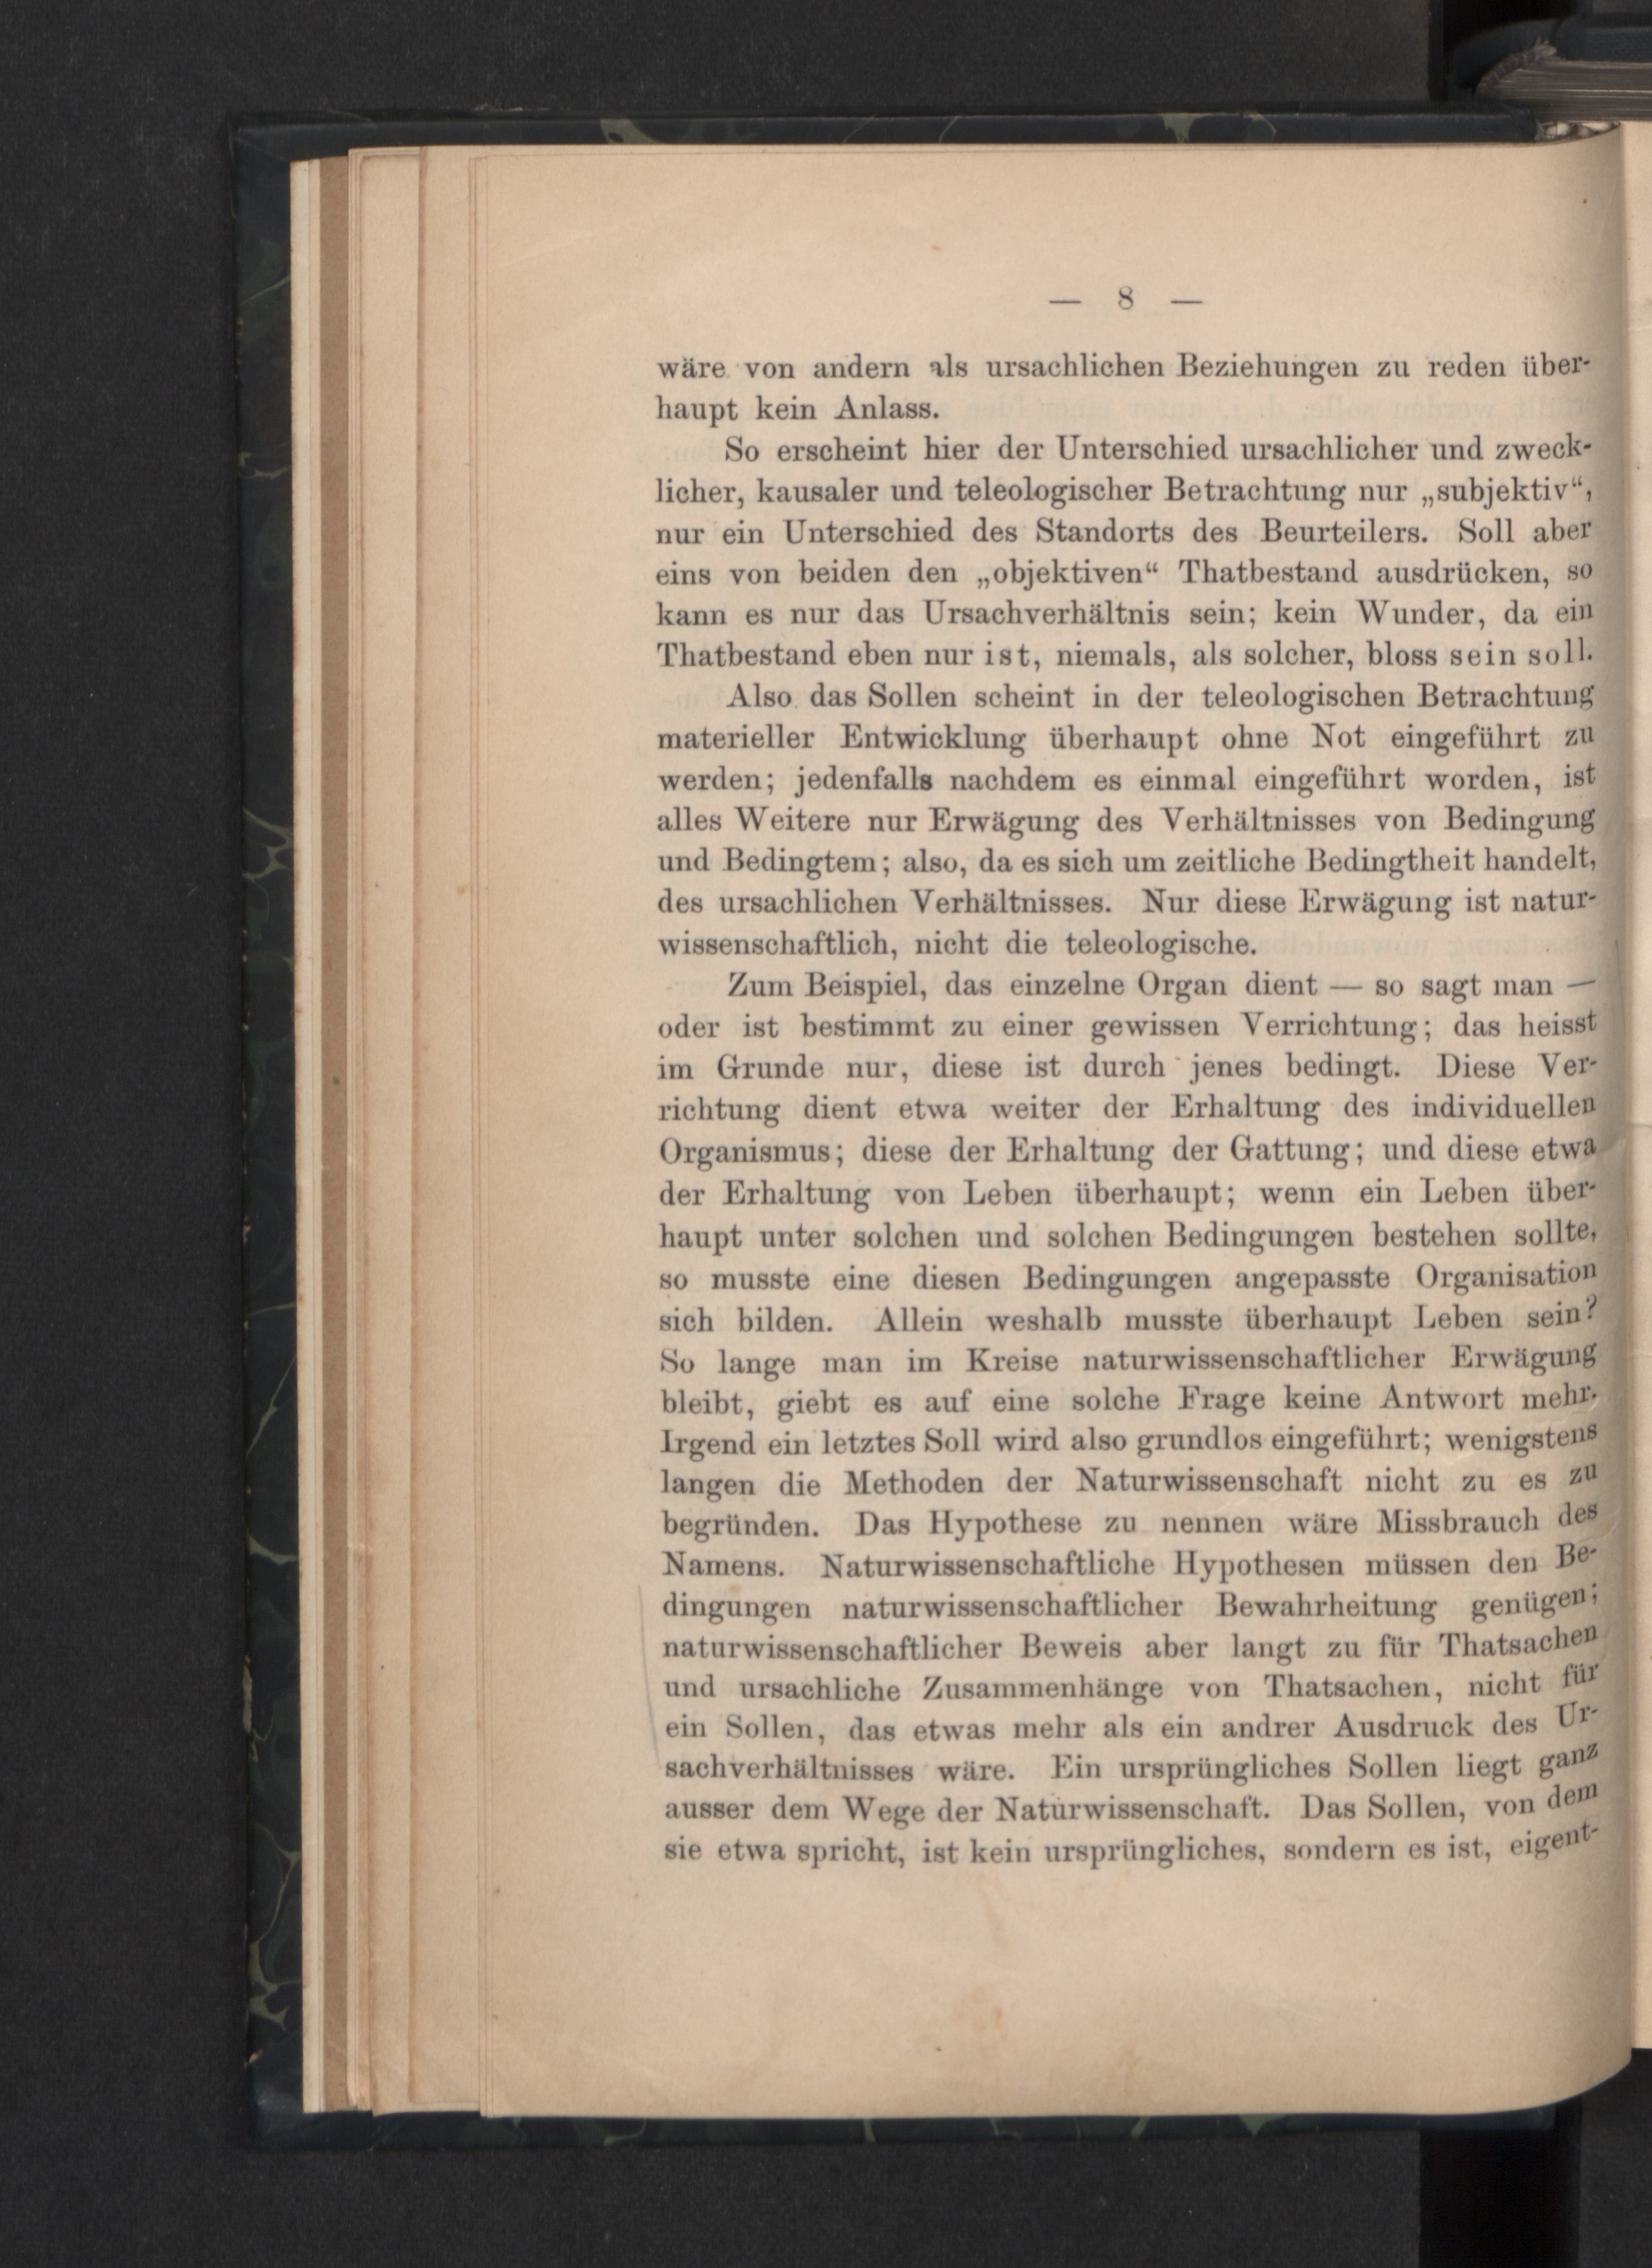 — 8 —
wäre von andern als ursachlichen Beziehungen zu reden über-
haupt kein Anlass.
So erscheint hier der Unterschied ursachlicher und zweck-
licher, kausaler und teleologischer Betrachtung nur „subjektiv“,
nur ein Unterschied des Standorts des Beurteilers. Soll aber
eins von beiden den „objektiven“ Thatbestand ausdrücken, so
kann es nur das Ursachverhältnis sein; kein Wunder, da ein
Thatbestand eben nur ist, niemals, als solcher, bloss sein soll.
Also das Sollen scheint in der teleologischen Betrachtung
materieller Entwicklung überhaupt ohne Not eingeführt zu
werden; jedenfalls nachdem es einmal eingeführt worden, ist
alles Weitere nur Erwägung des Verhältnisses von Bedingung
und Bedingtem; also, da es sich um zeitliche Bedingtheit handelt,
des ursachlichen Verhältnisses. Nur diese Erwägung ist natur-
wissenschaftlich, nicht die teleologische.
Zum Beispiel, das einzelne Organ dient — so sagt man —
oder ist bestimmt zu einer gewissen Verrichtung; das heisst
im Grunde nur, diese ist durch jenes bedingt. Diese Ver-
richtung dient etwa weiter der Erhaltung des individuellen
Organismus; diese der Erhaltung der Gattung; und diese etwa
der Erhaltung von Leben überhaupt; wenn ein Leben über-
haupt unter solchen und solchen Bedingungen bestehen sollte,
so musste eine diesen Bedingungen angepasste Organisation
sich bilden. Allein weshalb musste überhaupt Leben sein?
So lange man im Kreise naturwissenschaftlicher Erwägung
bleibt, giebt es auf eine solche Frage keine Antwort mehr.
Irgend ein letztes Soll wird also grundlos eingeführt; wenigstens
langen die Methoden der Naturwissenschaft nicht zu es zu
begründen. Das Hypothese zu nennen wäre Missbrauch des
Namens. Naturwissenschaftliche Hypothesen müssen den Be-
dingungen naturwissenschaftlicher Bewahrheitung genügen;
naturwissenschaftlicher Beweis aber langt zu für Thatsachen
und ursachliche Zusammenhänge von Thatsachen, nicht für
ein Sollen, das etwas mehr als ein andrer Ausdruck des Ur-
sachverhältnisses wäre. Ein ursprüngliches Sollen liegt ganz
ausser dem Wege der Naturwissenschaft. Das Sollen, von dem
sie etwa spricht, ist kein ursprüngliches, sondern es ist, eigent-